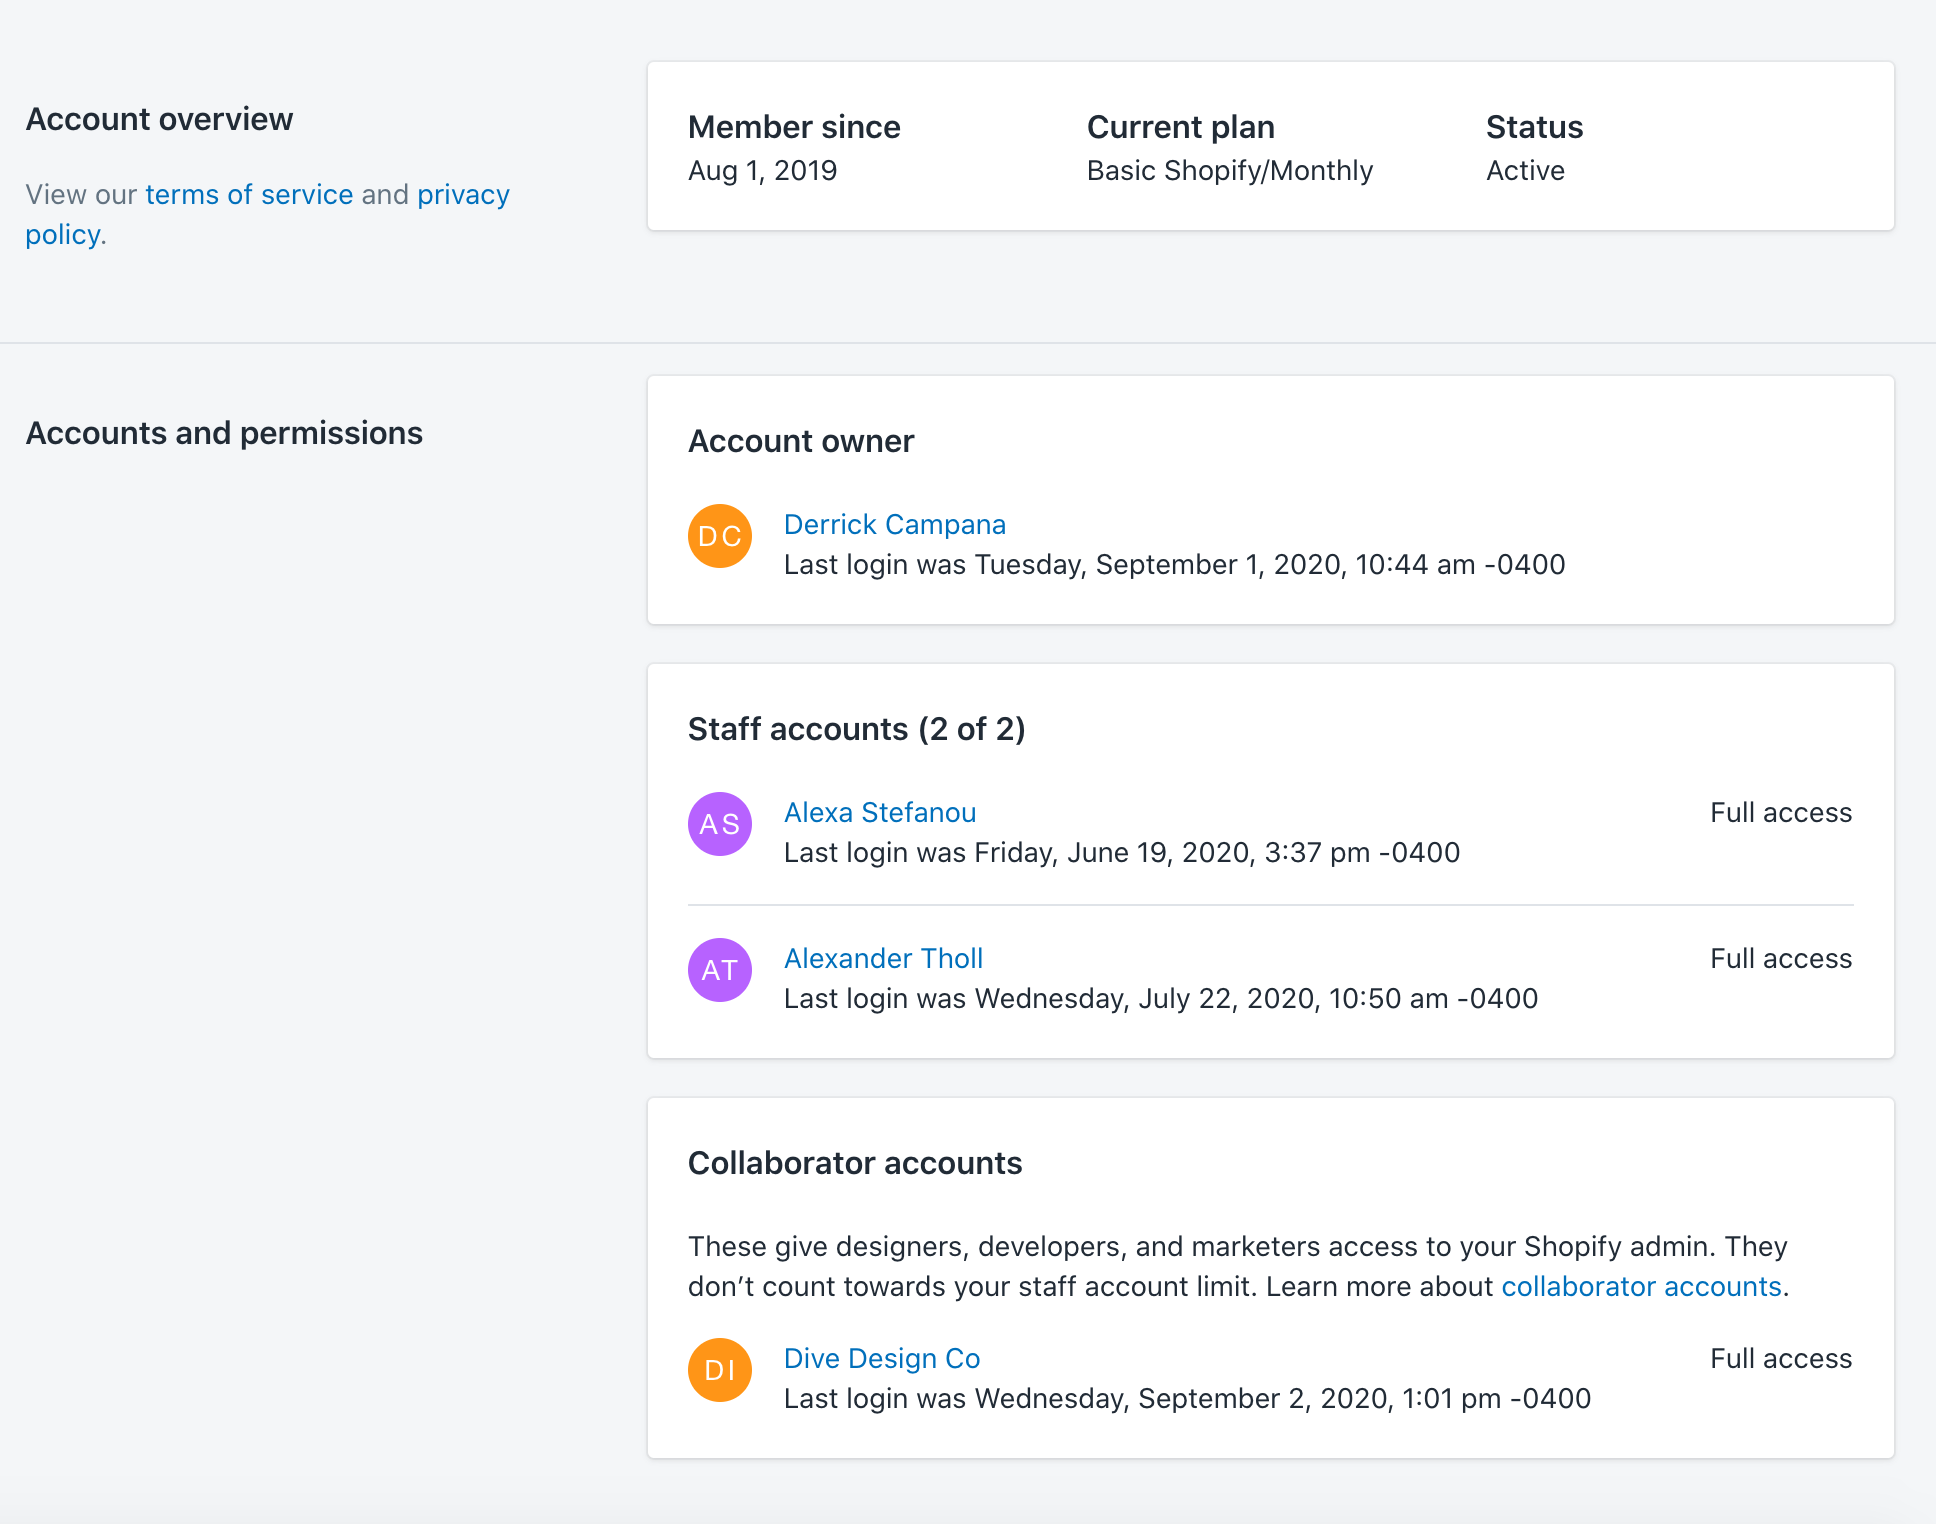 Account overview
View our terms of service and privacy
policy.
Member since
Aug 1, 2019
Current plan
Basic Shopify/Monthly
Status
Active
Accounts and permissions
Account owner
DC
Derrick Campana
Last login was Tuesday, September 1, 2020, 10:44 am -0400
Staff accounts (2 of 2)
AS
Alexa Stefanou
Full access
Last login was Friday, June 19, 2020, 3:37 pm -0400
AT
Alexander Tholl
Full access
Last login was Wednesday, July 22, 2020, 10:50 am -0400
Collaborator accounts
These give designers, developers, and marketers access to your Shopify admin. They
don’t count towards your staff account limit. Learn more about collaborator accounts.
DI
Dive Design Co
Full access
Last login was Wednesday, September 2, 2020, 1:01 pm -0400